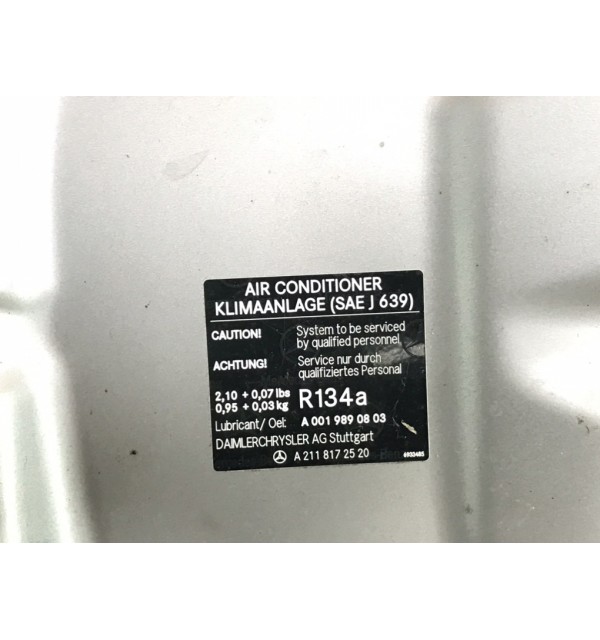 AIR CONDITIONER
KLIMAANLAGE (SAE J 639)
CAUTION! System to be serviced
by qualified personnel
ACHTUNG! Service nur durch
qualifiziertes Personal
2,10 + 0,07 lbs
0,95 + 0,03 kg R134a
Lubricant/ Oel: A 001 989 08 03
DAIMLERCHRYSLER AG Stuttgart
A 211 817 25 20